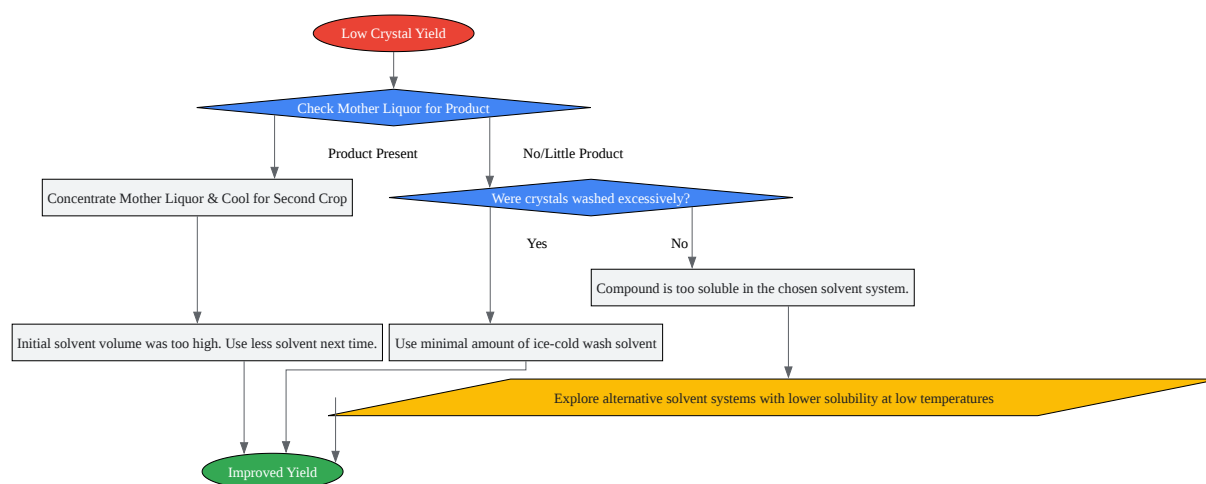 Low Crystal Yield
Check Mother Liquor for Product
Product Present
No/Little Product
Concentrate Mother Liquor & Cool for Second Crop
Were crystals washed excessively?
Yes
No
Compound is too soluble in the chosen solvent system.
Initial solvent volume was too high. Use less solvent next time.
Use minimal amount of ice-cold wash solvent
Explore alternative solvent systems with lower solubility at low temperatures
Improved Yield